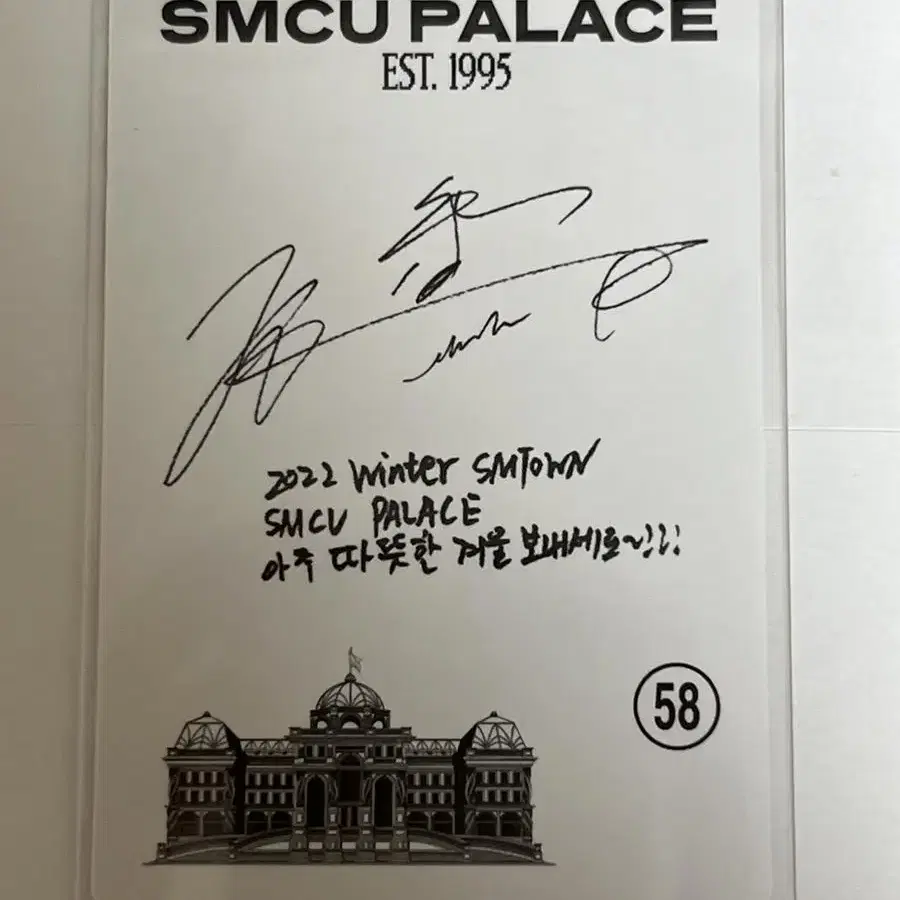 SMCU PALACE
EST. 1995
2022 Winter SMTOWN
SMCU PALACE
아주 따뜻한 겨울 보내세요~!!!
58